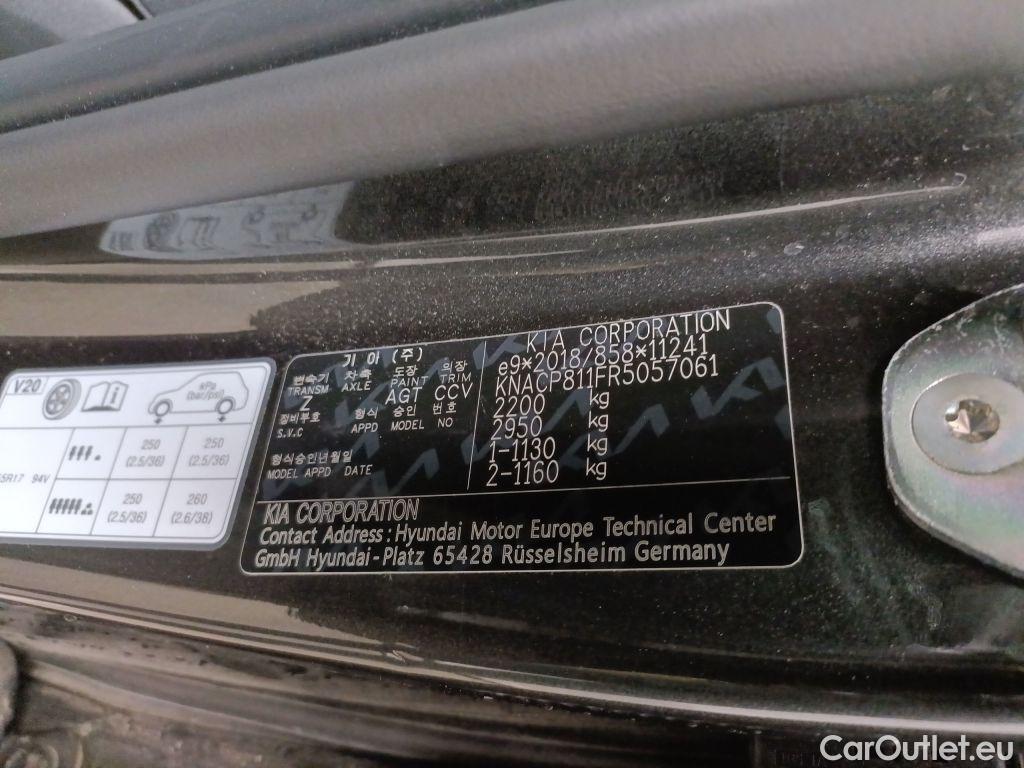 V20
kPa
(bar/psi)
5R17 94V
250
(2.5/36)
250
(2.5/36)
250
(2.5/36)
260
(2.6/38)
기아 (주)
변속기 차축 도장 의장
TRANSM AXLE PAINT TRIM
Z AGT CCV
정비부호 형식 승인 번호
S.V.C APPD MODEL NO
형식승인년월일
MODEL APPD DATE
KIA CORPORATION
e9*2018/858*11241
KNACP811FR5057061
2200 kg
2950 kg
1-1130 kg
2-1160 kg
KIA CORPORATION
Contact Address : Hyundai Motor Europe Technical Center
GmbH Hyundai-Platz 65428 Rüsselsheim Germany
CarOutlet.eu